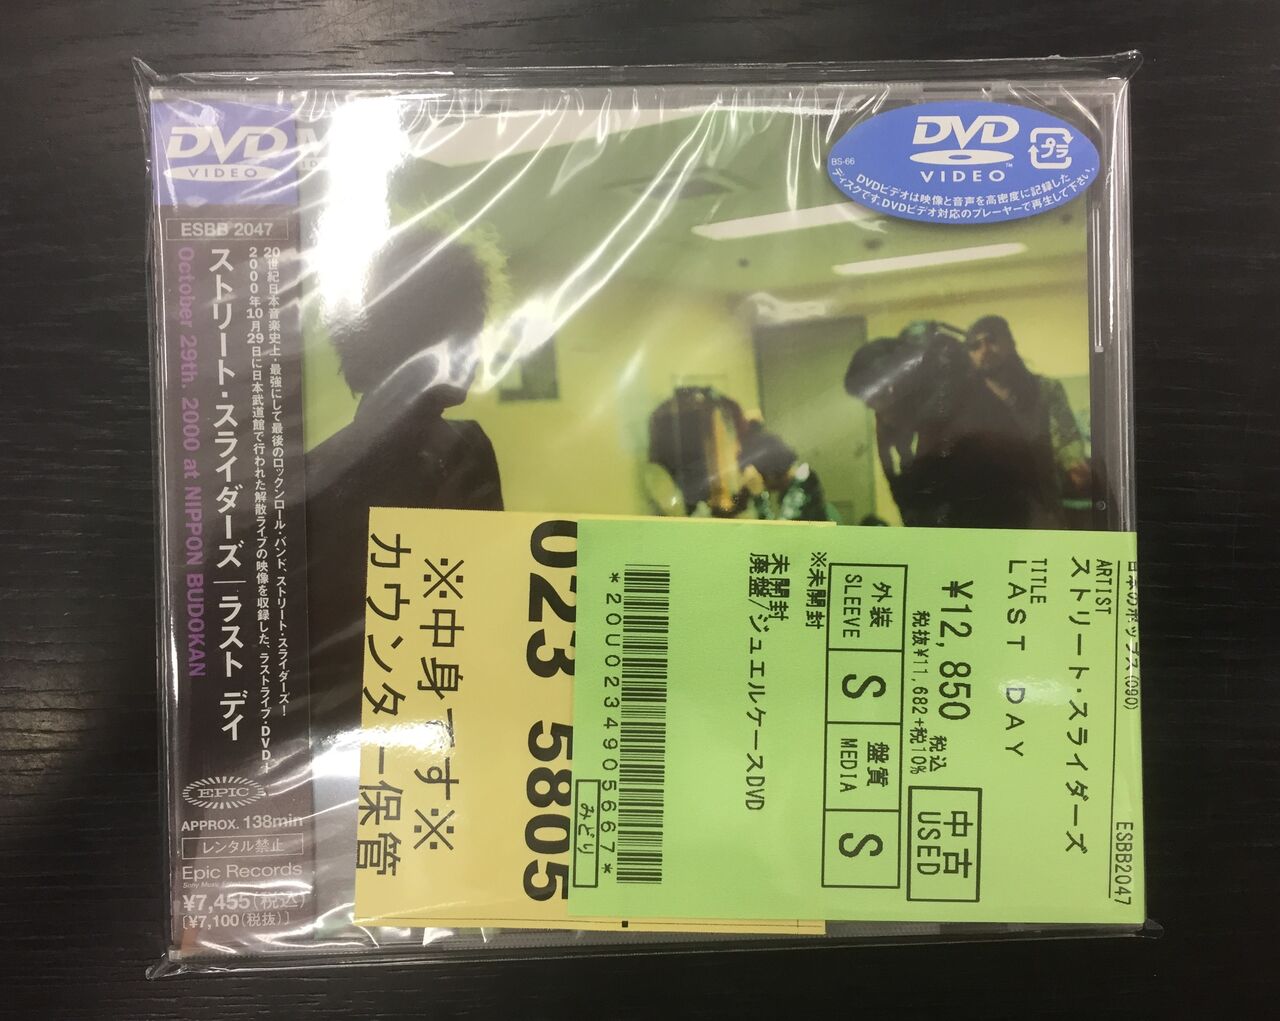 DVD
VIDEO
ESBB 2047
20世紀日本音楽史上・最強にして最後のロックンロール・バンド、ストリート・スライダーズ!
2000年10月29日に日本武道館で行われた解散ライブの映像を収録した、ラストライブ・DVD!
ストリート・スライダーズ|ラスト デイ
October 29th. 2000 at NIPPON BUDOKAN
EPIC
APPROX. 138min
レンタル禁止
Epic Records
¥7,455(税込)
[¥7,100(税抜)]
DVD
VIDEO
プラ
BS-66
DVDビデオは映像と音声を高密度に記録した
ディスクです。DVDビデオ対応のプレーヤーで再生して下さい。
023 5805
※中身です※
カウンター保管
日本のポップス(090)
ESBB2047
ARTIST
ストリート・スライダーズ
TITLE
LAST DAY
¥12,850 税込
税抜¥11,682+税10%
中古
USED
外装
SLEEVE
S
盤質
MEDIA
S
※未開封
未開封
廃盤/ジュエルケースDVD
*20U0234905667*
みどり